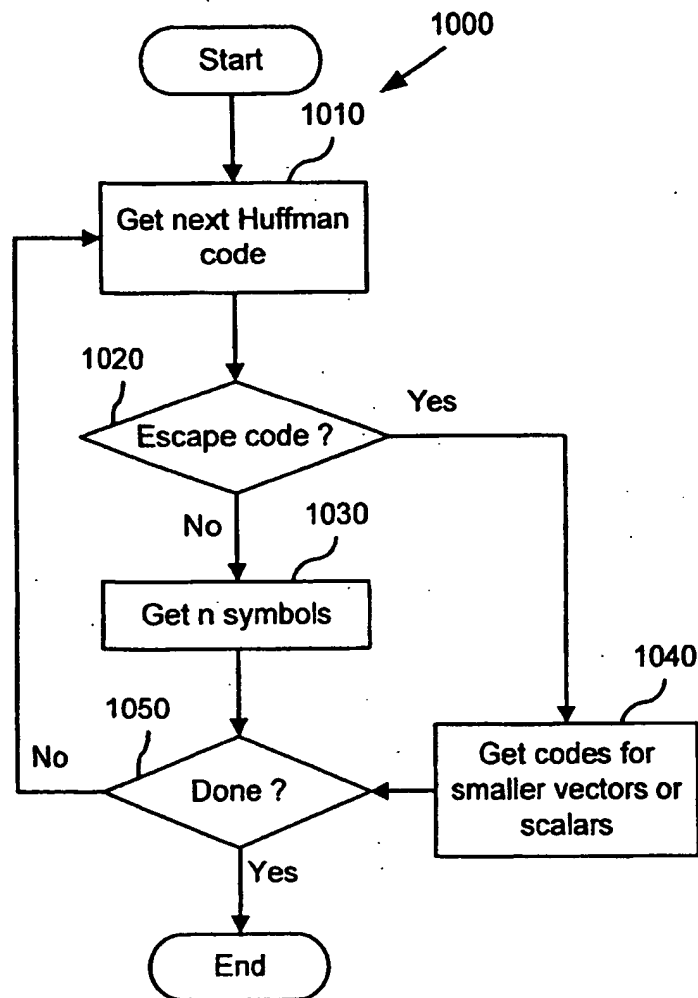 1000
Start
1010
Get next Huffman
code
1020
Yes
Escape code ?
No
1030
Get n symbols
1040
1050
No
Done ?
Get codes for
smaller vectors or
scalars
Yes
End